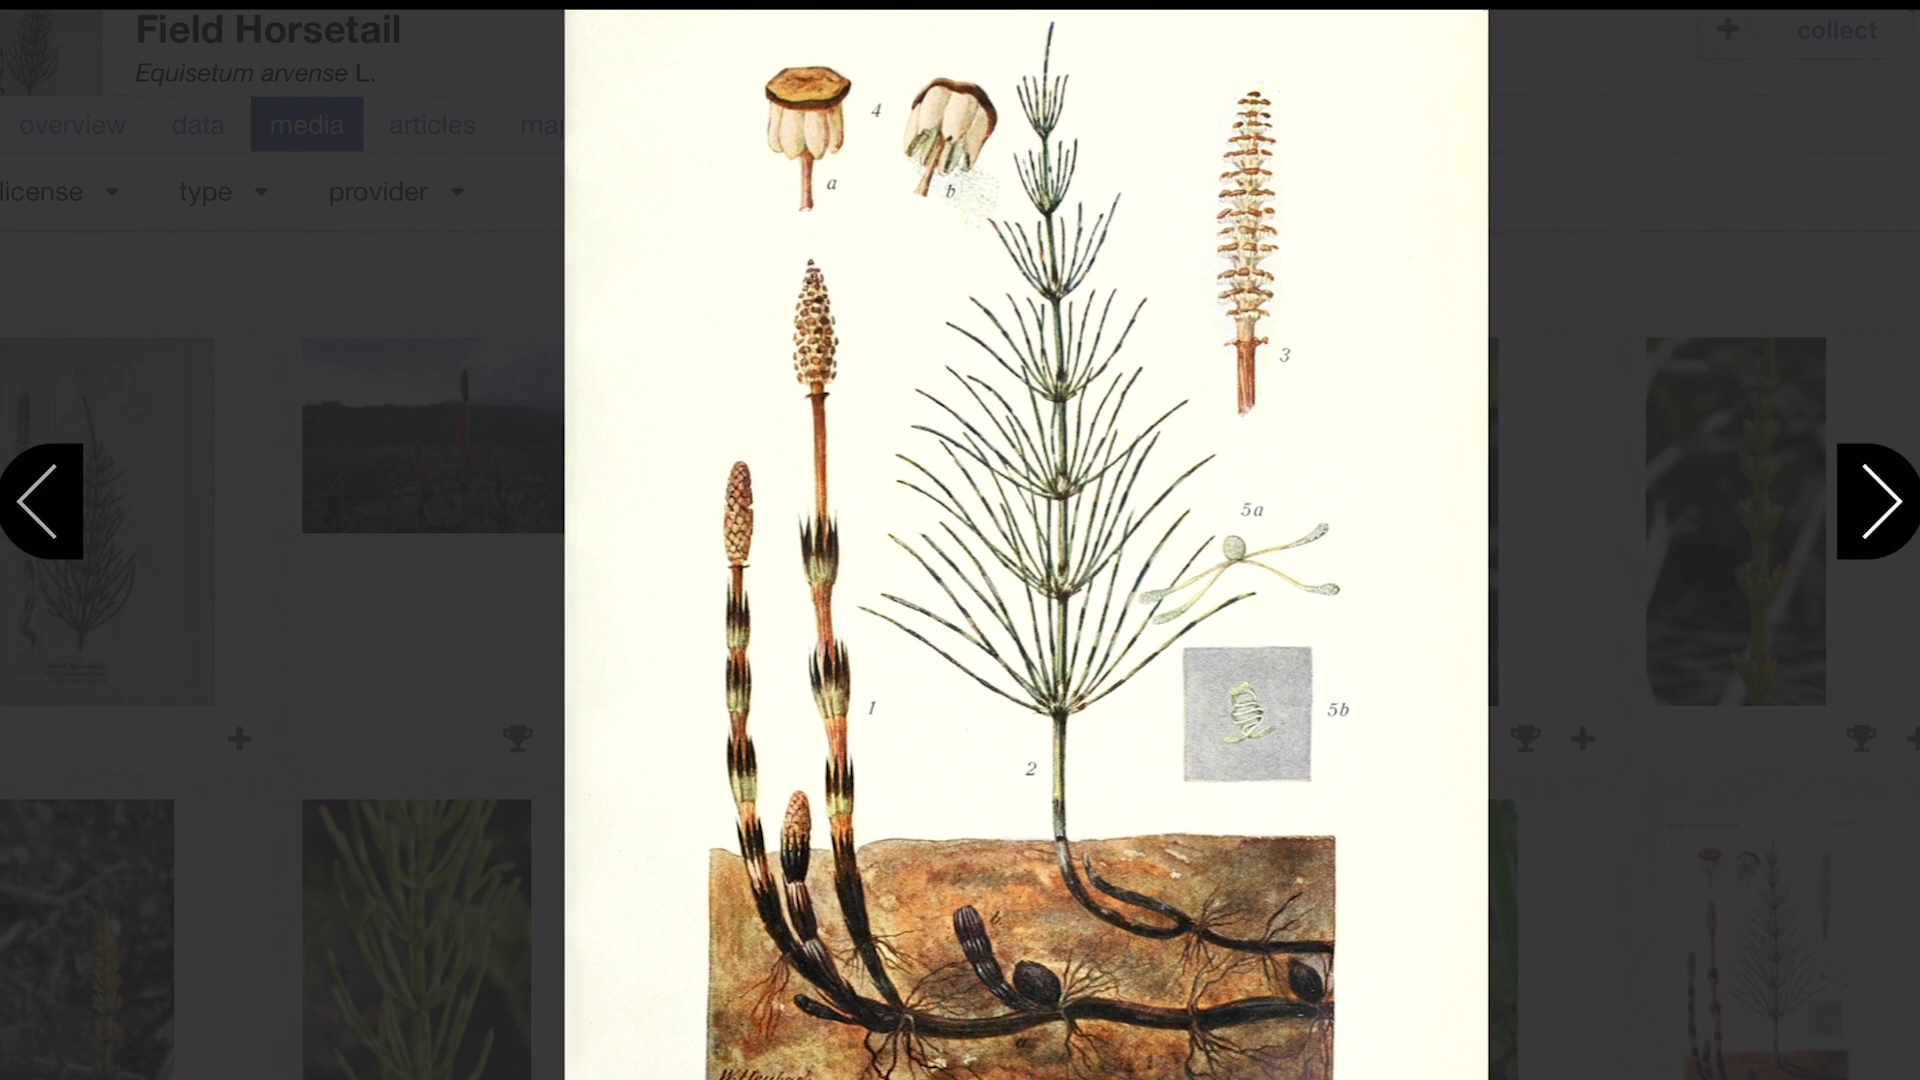 Field Horsetail
Equisetum arvense L.
+ collect
overview data media articles
license type provider
4
a
b
3
5a
1
5b
2
b
a